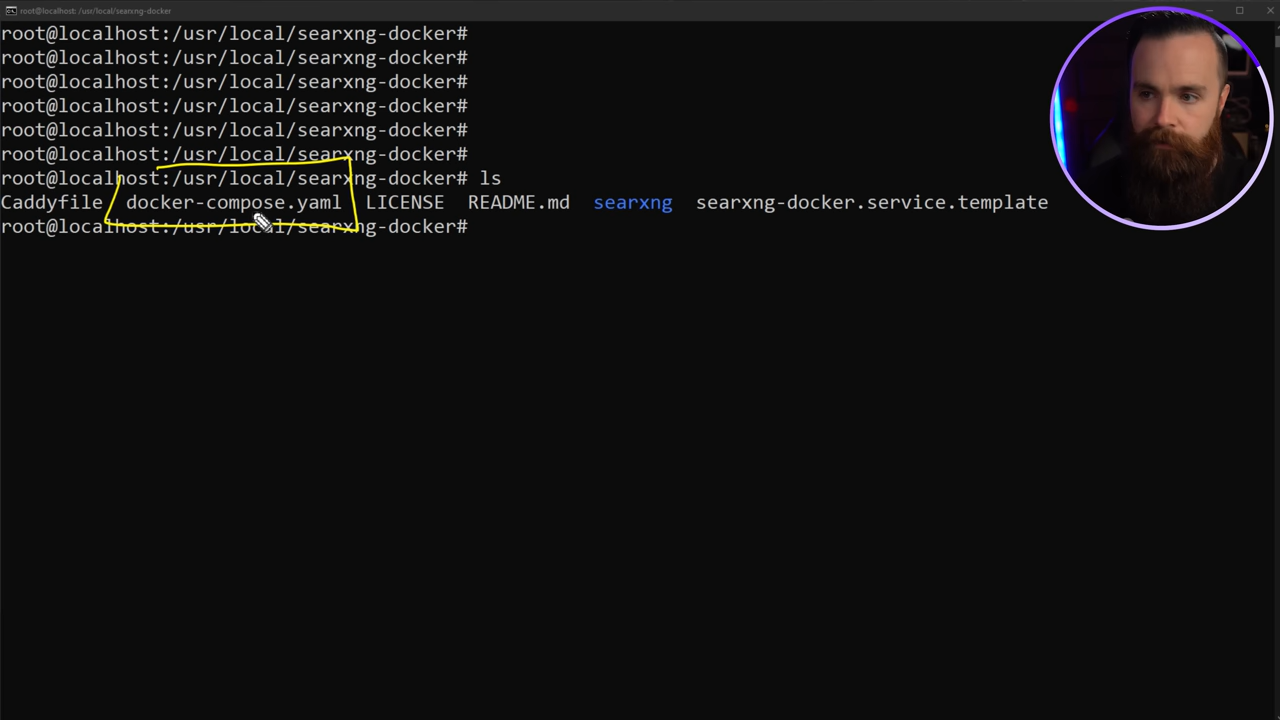 root@localhost: /usr/local/searxng-docker
root@localhost:/usr/local/searxng-docker#
root@localhost:/usr/local/searxng-docker#
root@localhost:/usr/local/searxng-docker#
root@localhost:/usr/local/searxng-docker#
root@localhost:/usr/local/searxng-docker#
root@localhost:/usr/local/searxng-docker#
root@localhost:/usr/local/searxng-docker# ls
Caddyfile docker-compose.yaml LICENSE README.md searxng searxng-docker.service.template
root@localhost:/usr/local/searxng-docker#